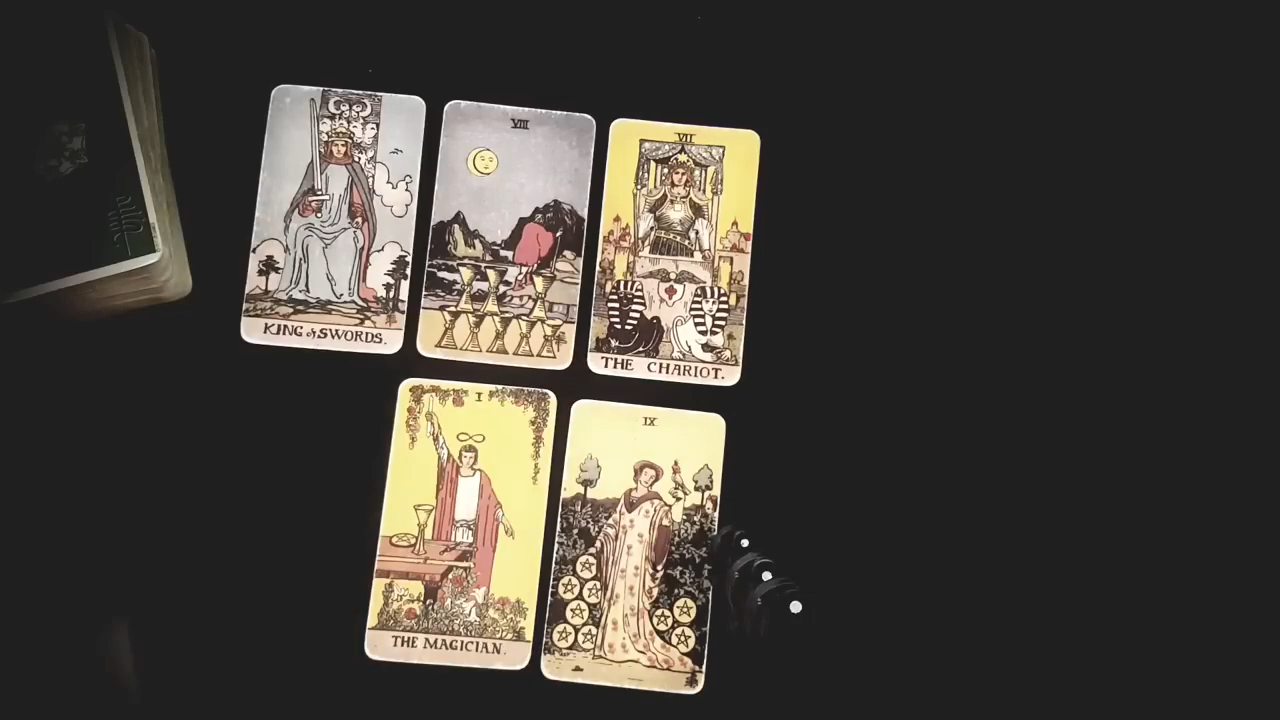 KING of SWORDS.
VIII
VII
THE CHARIOT.
I
THE MAGICIAN.
IX